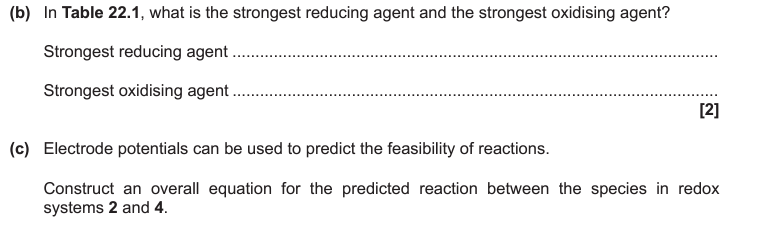 (b) In Table 22.1, what is the strongest reducing agent and the strongest oxidising agent?
Strongest reducing agent ....................................................................................................
Strongest oxidising agent ....................................................................................................
[2]
(c) Electrode potentials can be used to predict the feasibility of reactions.
Construct an overall equation for the predicted reaction between the species in redox
systems 2 and 4.